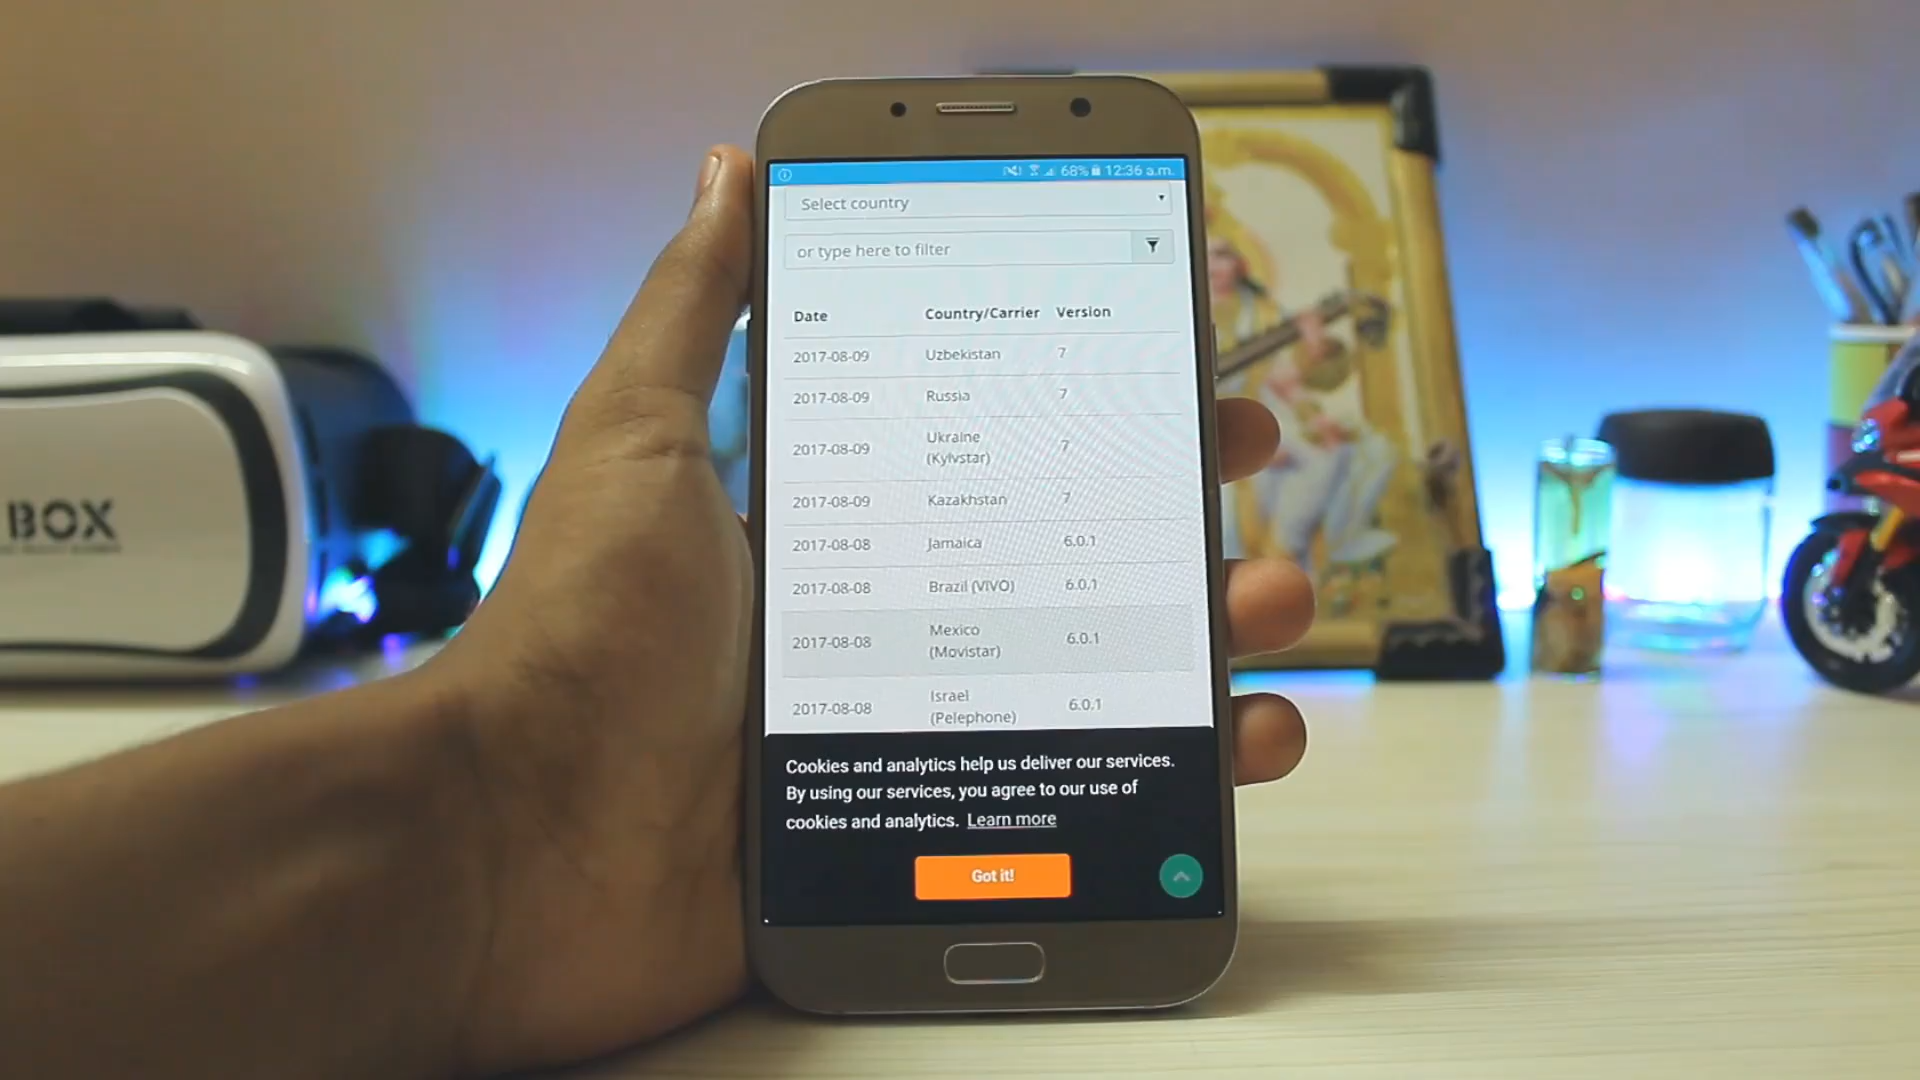 68% 12:36 a.m.
Select country
or type here to filter
Date Country/Carrier Version
2017-08-09 Uzbekistan 7
2017-08-09 Russia 7
2017-08-09 Ukraine (Kyivstar) 7
2017-08-09 Kazakhstan 7
2017-08-08 Jamaica 6.0.1
2017-08-08 Brazil (VIVO) 6.0.1
2017-08-08 Mexico (Movistar) 6.0.1
2017-08-08 Israel (Pelephone) 6.0.1
Cookies and analytics help us deliver our services.
By using our services, you agree to our use of
cookies and analytics. Learn more
Got it!
BOX